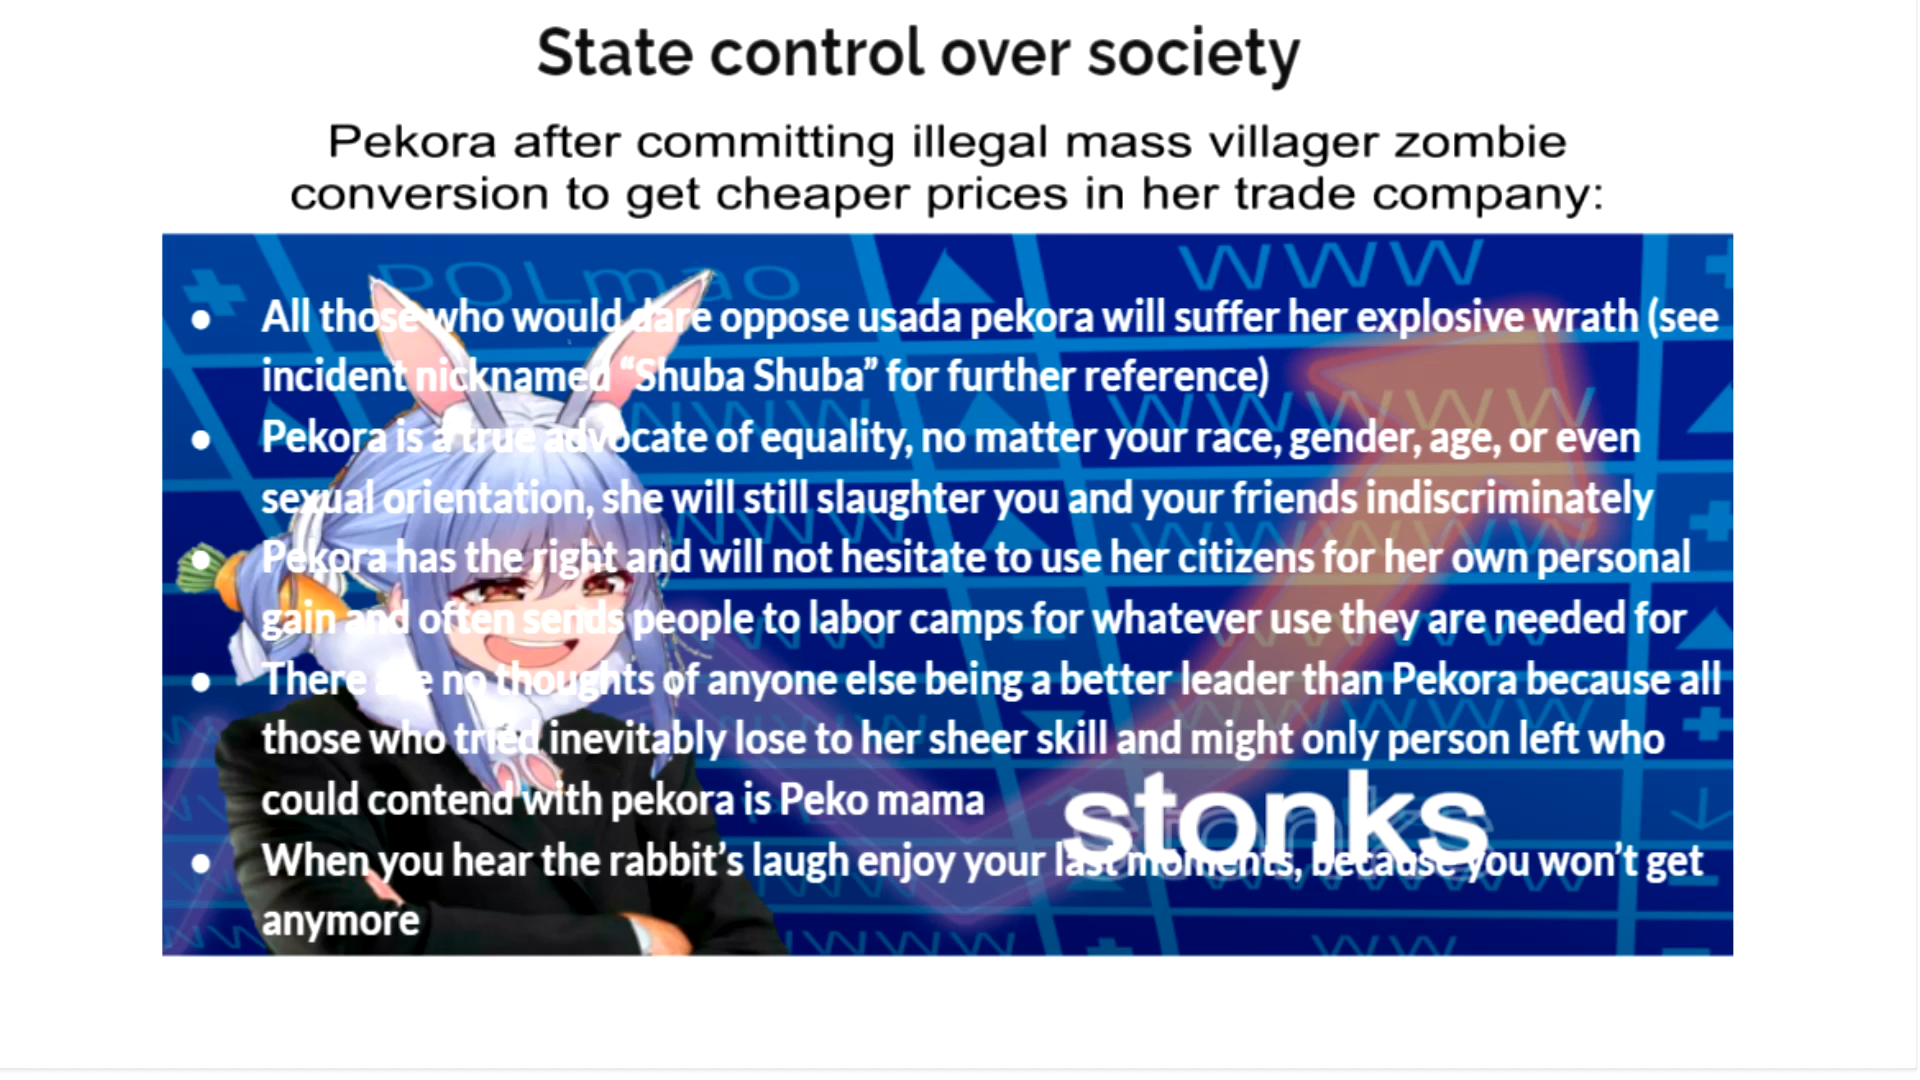 State control over society
Pekora after committing illegal mass villager zombie
conversion to get cheaper prices in her trade company:
POLmao
WWW
● All those who would dare oppose usada pekora will suffer her explosive wrath (see
incident nicknamed “Shuba Shuba” for further reference)
● Pekora is a true advocate of equality, no matter your race, gender, age, or even
sexual orientation, she will still slaughter you and your friends indiscriminately
● Pekora has the right and will not hesitate to use her citizens for her own personal
gain and often sends people to labor camps for whatever use they are needed for
● There are no thoughts of anyone else being a better leader than Pekora because all
those who tried inevitably lose to her sheer skill and might only person left who
could contend with pekora is Peko mama
stonks
● When you hear the rabbit’s laugh enjoy your last moments, because you won’t get
anymore